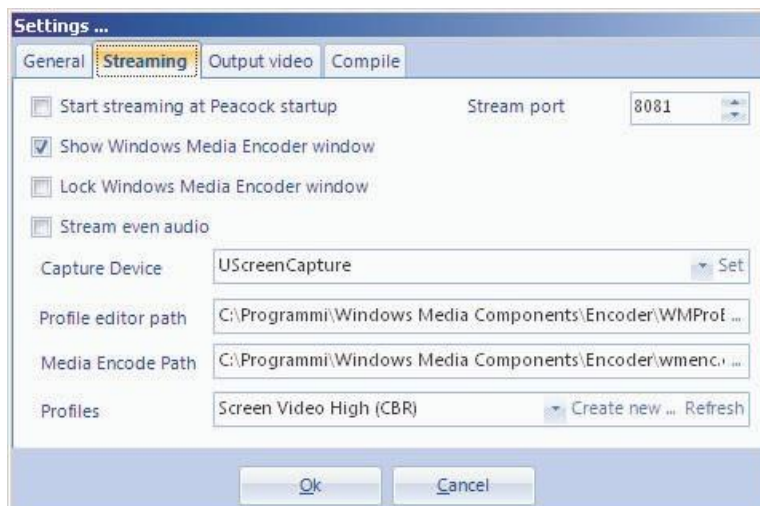 Settings ...
General Streaming Output video Compile
Start streaming at Peacock startup Stream port 8081
Show Windows Media Encoder window
Lock Windows Media Encoder window
Stream even audio
Capture Device UScreenCapture Set
Profile editor path C:\Programmi\Windows Media Components\Encoder\WMProE ...
Media Encode Path C:\Programmi\Windows Media Components\Encoder\wmenc. ...
Profiles Screen Video High (CBR) Create new ... Refresh
Ok Cancel